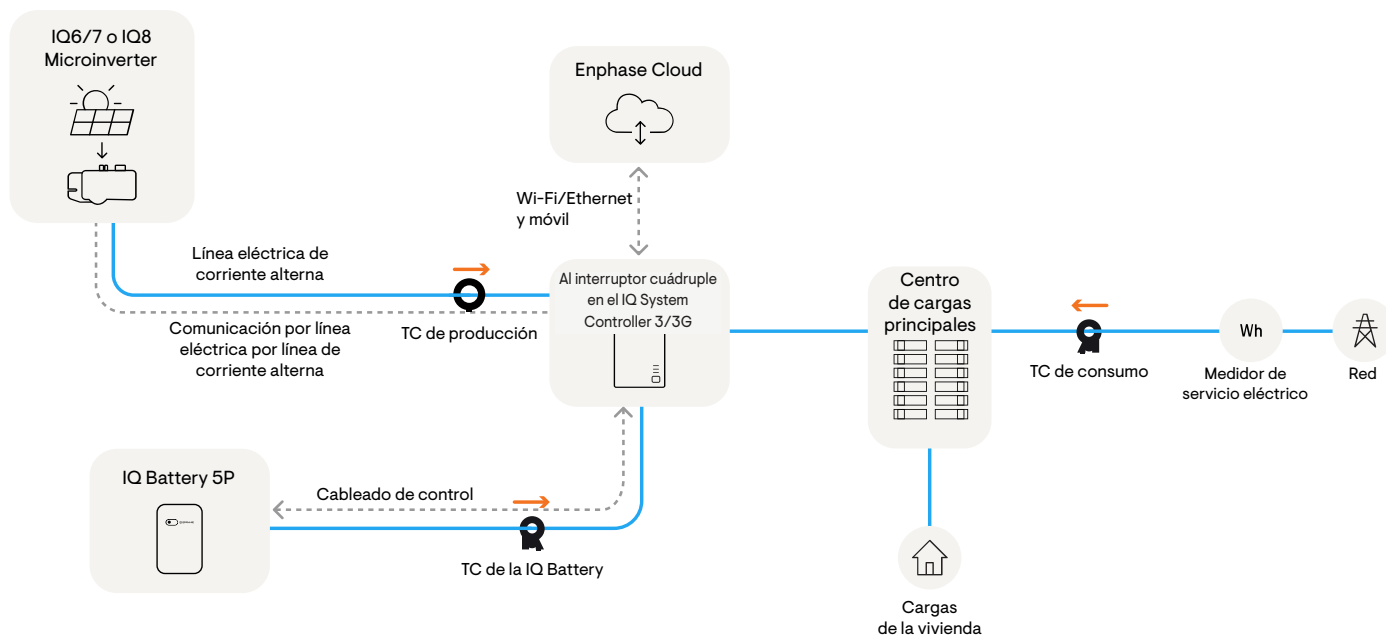 IQ6/7 o IQ8
Microinverter
Enphase Cloud
Wi-Fi/Ethernet
y móvil
Línea eléctrica de
corriente alterna
TC de producción
Comunicación por línea
eléctrica por línea de
corriente alterna
Al interruptor cuádruple
en el IQ System
Controller 3/3G
Centro
de cargas
principales
TC de consumo
Wh
Medidor de
servicio eléctrico
Red
IQ Battery 5P
Cableado de control
TC de la IQ Battery
Cargas
de la vivienda